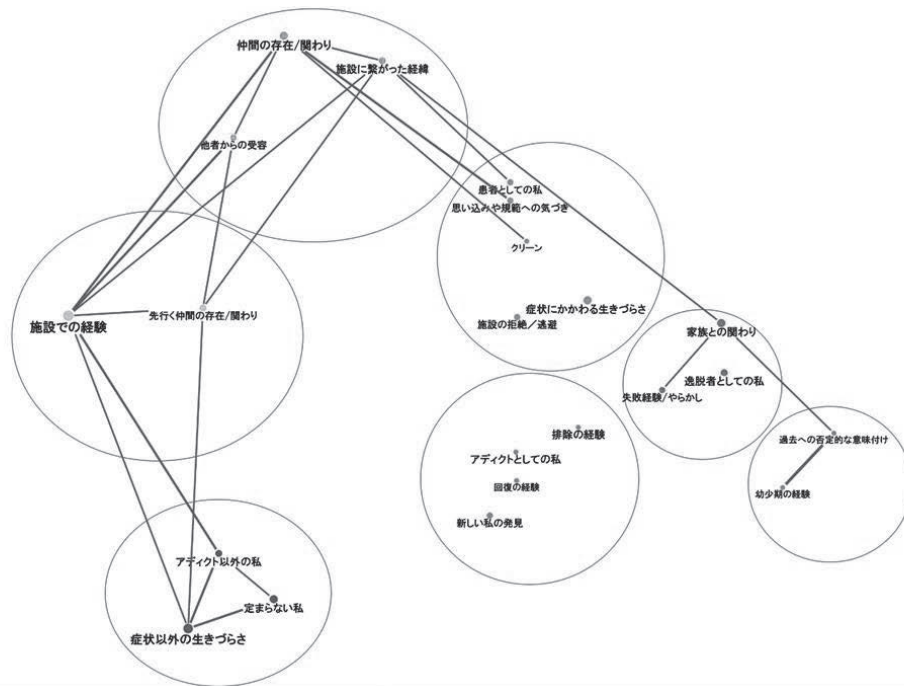 仲間の存在/関わり
施設に繋がった経緯
他者からの受容
患者としての私
思い込みや規範への気づき
クリーン
症状にかかわる生きづらさ
施設の拒絶/逃避
施設での経験
先行く仲間の存在/関わり
家族との関わり
逸脱者としての私
失敗経験/やらかし
排除の経験
アディクトとしての私
回復の経験
新しい私の発見
過去への否定的な意味付け
幼少期の経験
アディクト以外の私
定まらない私
症状以外の生きづらさ